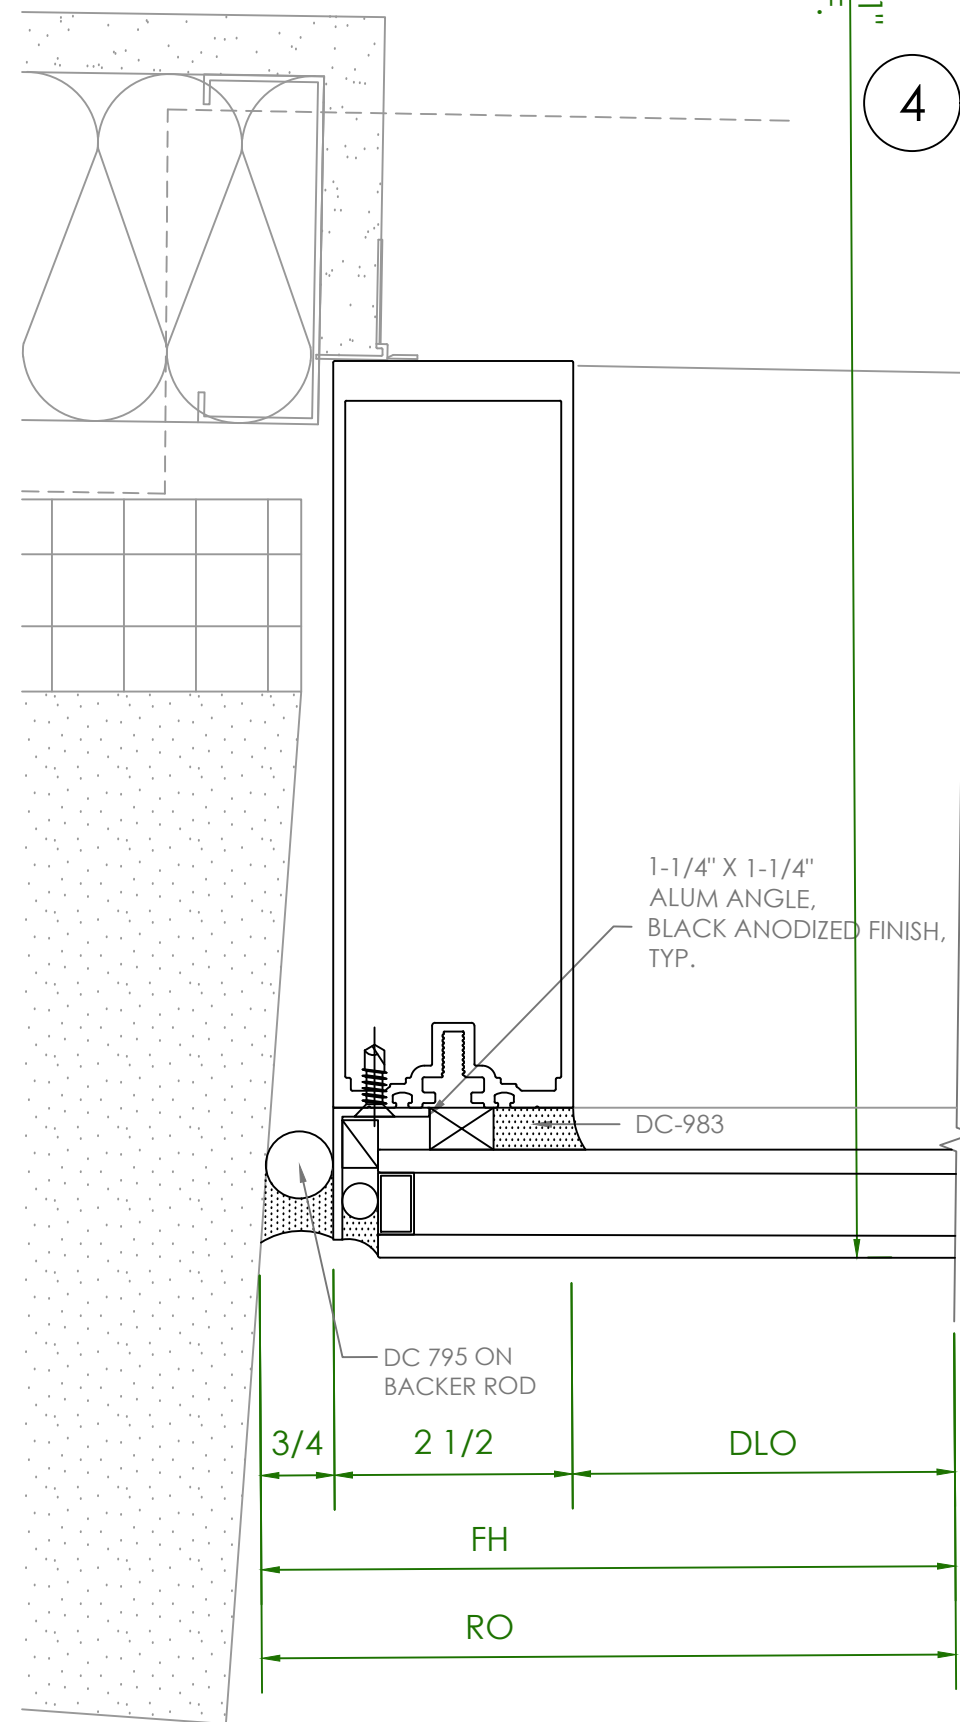 1"
4
1-1/4" X 1-1/4"
ALUM ANGLE,
BLACK ANODIZED FINISH,
TYP.
DC-983
DC 795 ON
BACKER ROD
3/4
2 1/2
DLO
FH
RO